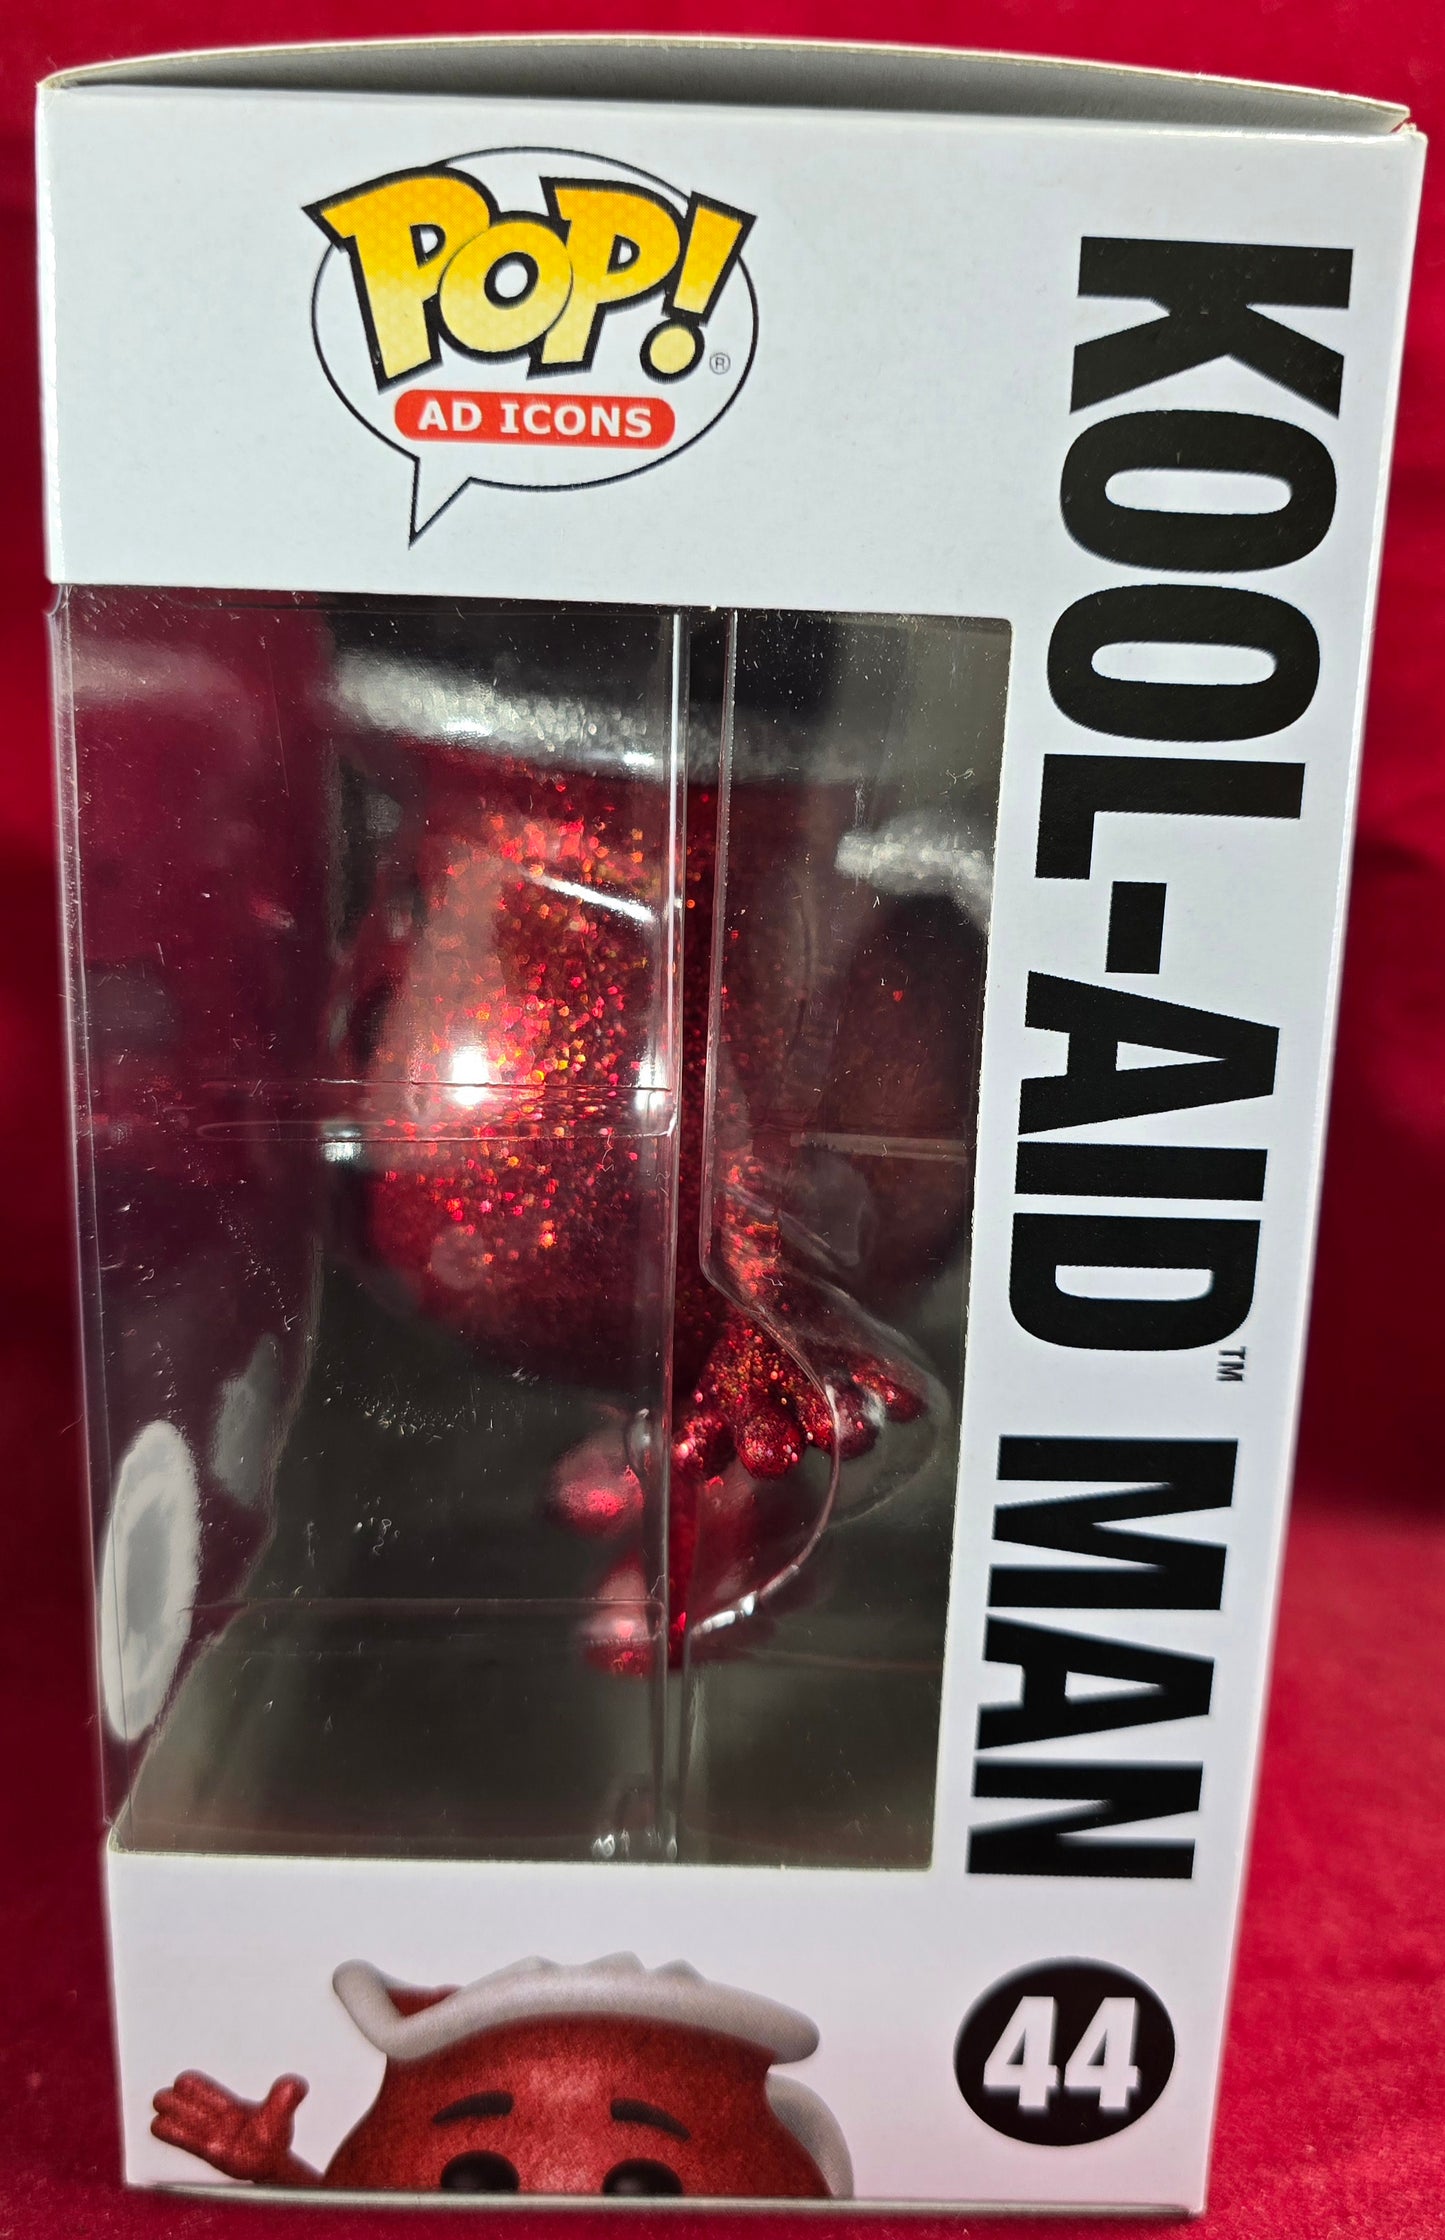 POP!®
AD ICONS
KOOL-AID™ MAN
44